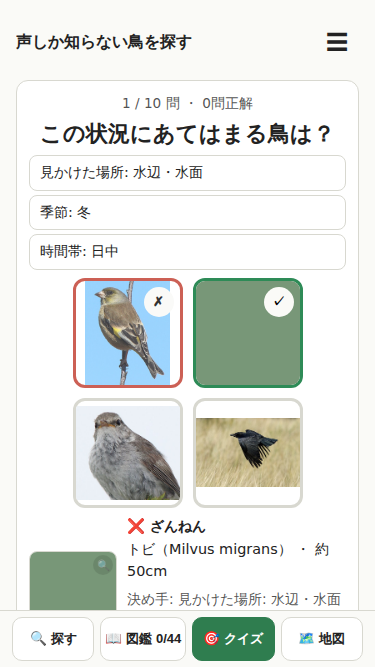 声しか知らない鳥を探す
1 / 10 問 ・ 0問正解
この状況にあてはまる鳥は？
見かけた場所: 水辺・水面
季節: 冬
時間帯: 日中
✗
✓
❌ ざんねん
トビ（Milvus migrans） ・ 約
50cm
決め手: 見かけた場所: 水辺・水面
🔍 探す
📖 図鑑 0/44
🎯 クイズ
🗺️ 地図